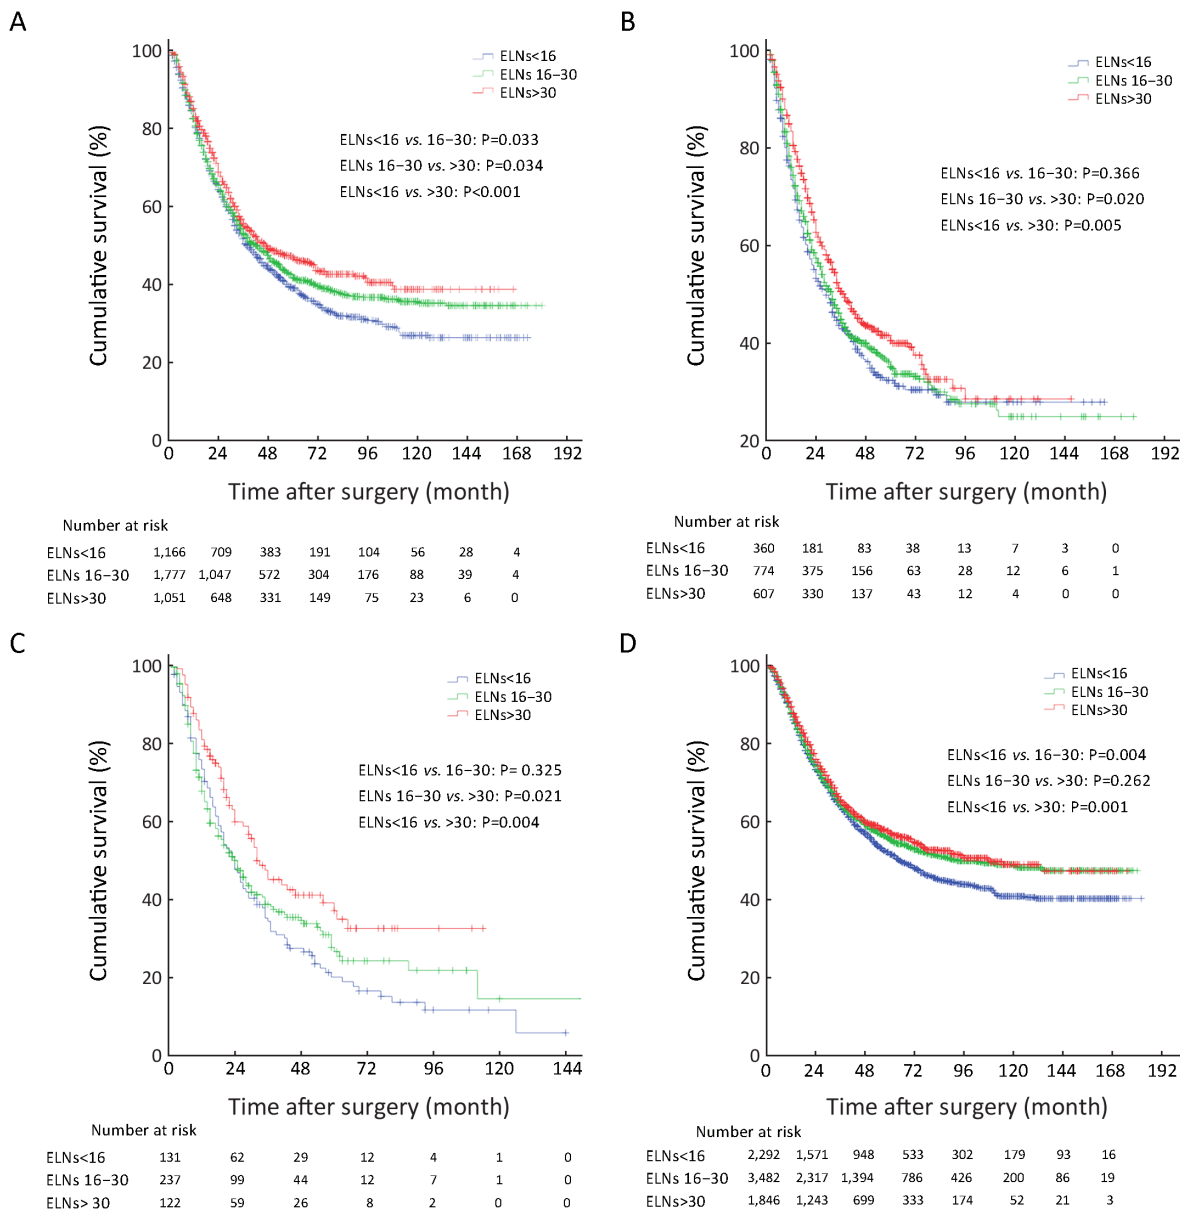 A
Cumulative survival (%)
100
80
60
40
20
0
ELNs<16
ELNs 16–30
ELNs>30
ELNs<16 vs. 16–30: P=0.033
ELNs 16–30 vs. >30: P=0.034
ELNs<16 vs. >30: P<0.001
0 24 48 72 96 120 144 168 192
Time after surgery (month)
Number at risk
ELNs<16 1,166 709 383 191 104 56 28 4
ELNs 16–30 1,777 1,047 572 304 176 88 39 4
ELNs>30 1,051 648 331 149 75 23 6 0
B
Cumulative survival (%)
100
80
60
40
20
ELNs<16
ELNs 16–30
ELNs>30
ELNs<16 vs. 16–30: P=0.366
ELNs 16–30 vs. >30: P=0.020
ELNs<16 vs. >30: P=0.005
0 24 48 72 96 120 144 168 192
Time after surgery (month)
Number at risk
ELNs<16 360 181 83 38 13 7 3 0
ELNs 16–30 774 375 156 63 28 12 6 1
ELNs>30 607 330 137 43 12 4 0 0
C
Cumulative survival (%)
100
80
60
40
20
0
ELNs<16
ELNs 16–30
ELNs>30
ELNs<16 vs. 16–30: P= 0.325
ELNs 16–30 vs. >30: P=0.021
ELNs<16 vs. >30: P=0.004
0 24 48 72 96 120 144
Time after surgery (month)
Number at risk
ELNs<16 131 62 29 12 4 1 0
ELNs 16–30 237 99 44 12 7 1 0
ELNs> 30 122 59 26 8 2 0 0
D
Cumulative survival (%)
100
80
60
40
20
0
ELNs<16
ELNs 16–30
ELNs>30
ELNs<16 vs. 16–30: P=0.004
ELNs 16–30 vs. >30: P=0.262
ELNs<16 vs. >30: P=0.001
0 24 48 72 96 120 144 168 192
Time after surgery (month)
Number at risk
ELNs<16 2,292 1,571 948 533 302 179 93 16
ELNs 16–30 3,482 2,317 1,394 786 426 200 86 19
ELNs>30 1,846 1,243 699 333 174 52 21 3